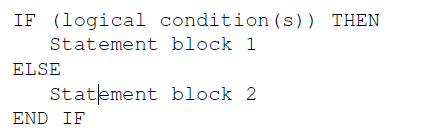 IF (logical condition(s)) THEN
   Statement block 1
ELSE
   Statement block 2
END IF